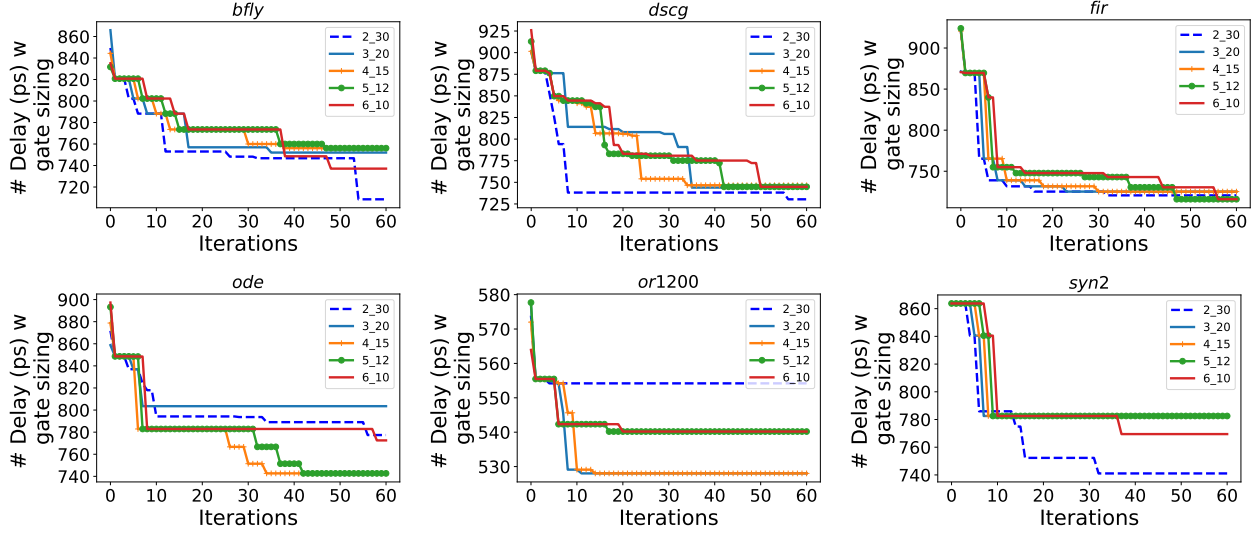 bfly
# Delay (ps) w
gate sizing
860
840
820
800
780
760
740
720
0 10 20 30 40 50 60
Iterations
2_30
3_20
4_15
5_12
6_10
dscg
# Delay (ps) w
gate sizing
925
900
875
850
825
800
775
750
725
0 10 20 30 40 50 60
Iterations
2_30
3_20
4_15
5_12
6_10
fir
# Delay (ps) w
gate sizing
900
850
800
750
0 10 20 30 40 50 60
Iterations
2_30
3_20
4_15
5_12
6_10
ode
# Delay (ps) w
gate sizing
900
880
860
840
820
800
780
760
740
0 10 20 30 40 50 60
Iterations
2_30
3_20
4_15
5_12
6_10
or1200
# Delay (ps) w
gate sizing
580
570
560
550
540
530
0 10 20 30 40 50 60
Iterations
2_30
3_20
4_15
5_12
6_10
syn2
# Delay (ps) w
gate sizing
860
840
820
800
780
760
740
0 10 20 30 40 50 60
Iterations
2_30
3_20
4_15
5_12
6_10